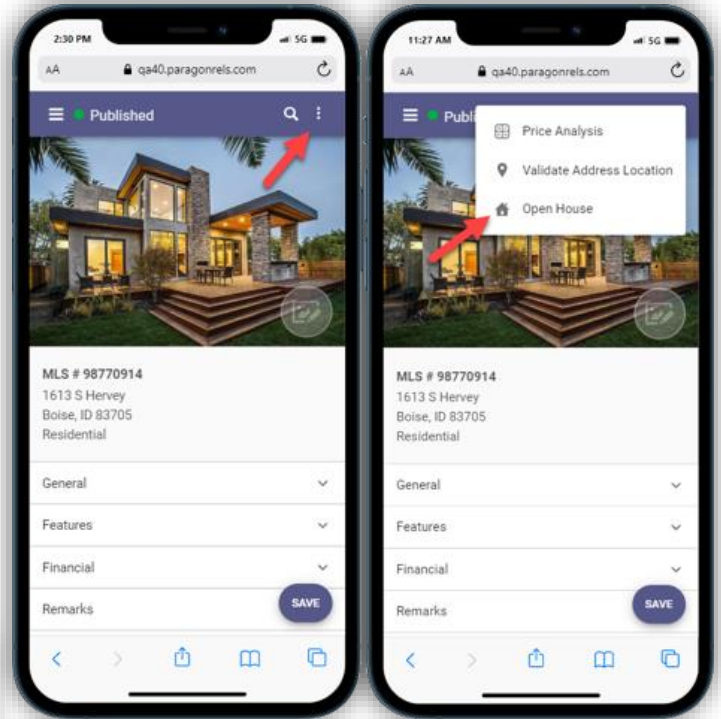 2:30 PM
5G
AA
qa40.paragonrels.com
Published
MLS # 98770914
1613 S Hervey
Boise, ID 83705
Residential
General
Features
Financial
Remarks
SAVE
11:27 AM
5G
AA
qa40.paragonrels.com
Publi
Price Analysis
Validate Address Location
Open House
MLS # 98770914
1613 S Hervey
Boise, ID 83705
Residential
General
Features
Financial
Remarks
SAVE